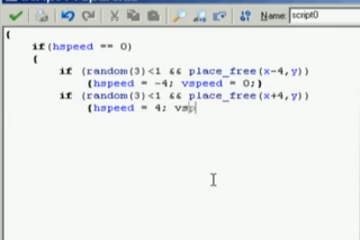 Name: script0
{
if(hspeed == 0)
{
if (random(3)<1 && place_free(x-4,y))
{hspeed = -4; vspeed = 0;}
if (random(3)<1 && place_free(x+4,y))
{hspeed = 4; vsp